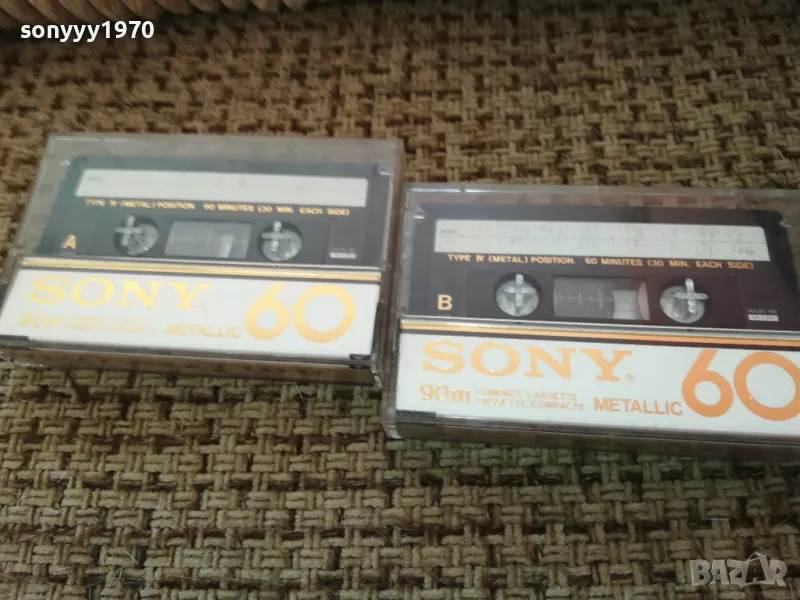 sonyyy1970
TYPE IV (METAL) POSITION 60 MINUTES (30 MIN. EACH SIDE)
A
SONY
60
METALLIC
TYPE IV (METAL) POSITION 60 MINUTES (30 MIN. EACH SIDE)
B
SONY
60
90m COMPACT CASSETTE
CASSETTE COMPACTE METALLIC
BAZAR